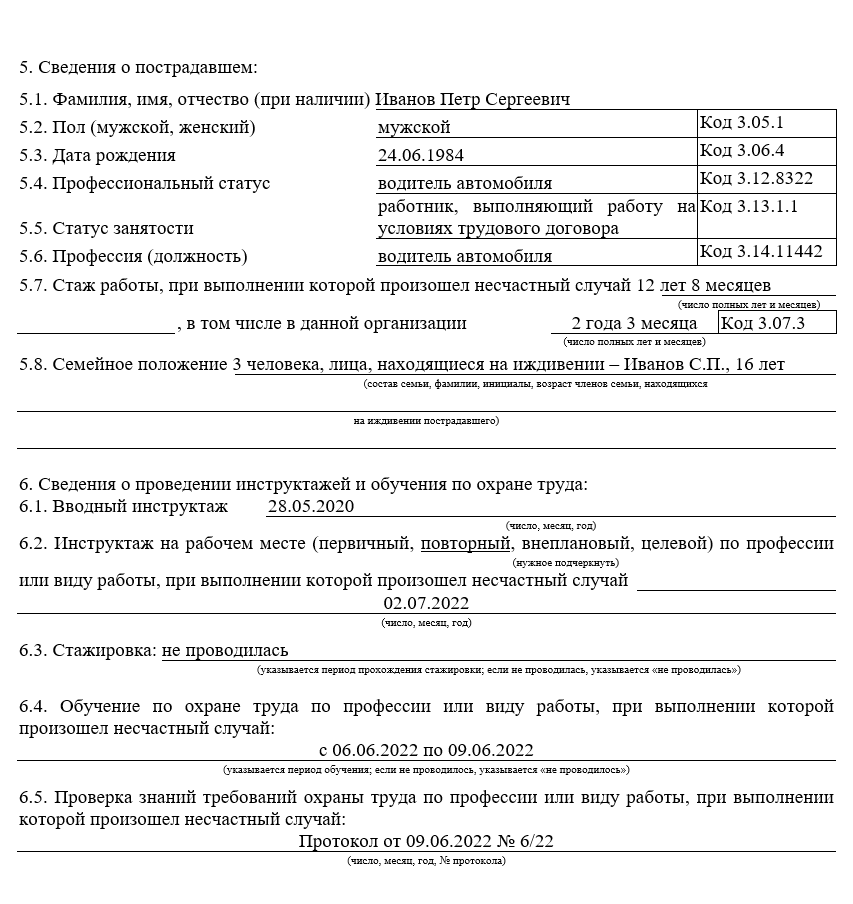 5. Сведения о пострадавшем:
5.1. Фамилия, имя, отчество (при наличии) Иванов Петр Сергеевич
5.2. Пол (мужской, женский) мужской Код 3.05.1
5.3. Дата рождения 24.06.1984 Код 3.06.4
5.4. Профессиональный статус водитель автомобиля Код 3.12.8322
работник, выполняющий работу на Код 3.13.1.1
5.5. Статус занятости условиях трудового договора
5.6. Профессия (должность) водитель автомобиля Код 3.14.11442
5.7. Стаж работы, при выполнении которой произошел несчастный случай 12 лет 8 месяцев
(число полных лет и месяцев)
, в том числе в данной организации 2 года 3 месяца Код 3.07.3
(число полных лет и месяцев)
5.8. Семейное положение 3 человека, лица, находящиеся на иждивении – Иванов С.П., 16 лет
(состав семьи, фамилии, инициалы, возраст членов семьи, находящихся
на иждивении пострадавшего)
6. Сведения о проведении инструктажей и обучения по охране труда:
6.1. Вводный инструктаж 28.05.2020
(число, месяц, год)
6.2. Инструктаж на рабочем месте (первичный, повторный, внеплановый, целевой) по профессии
(нужное подчеркнуть)
или виду работы, при выполнении которой произошел несчастный случай
02.07.2022
(число, месяц, год)
6.3. Стажировка: не проводилась
(указывается период прохождения стажировки; если не проводилась, указывается «не проводилась»)
6.4. Обучение по охране труда по профессии или виду работы, при выполнении которой
произошел несчастный случай:
с 06.06.2022 по 09.06.2022
(указывается период обучения; если не проводилось, указывается «не проводилось»)
6.5. Проверка знаний требований охраны труда по профессии или виду работы, при выполнении
которой произошел несчастный случай:
Протокол от 09.06.2022 № 6/22
(число, месяц, год, № протокола)